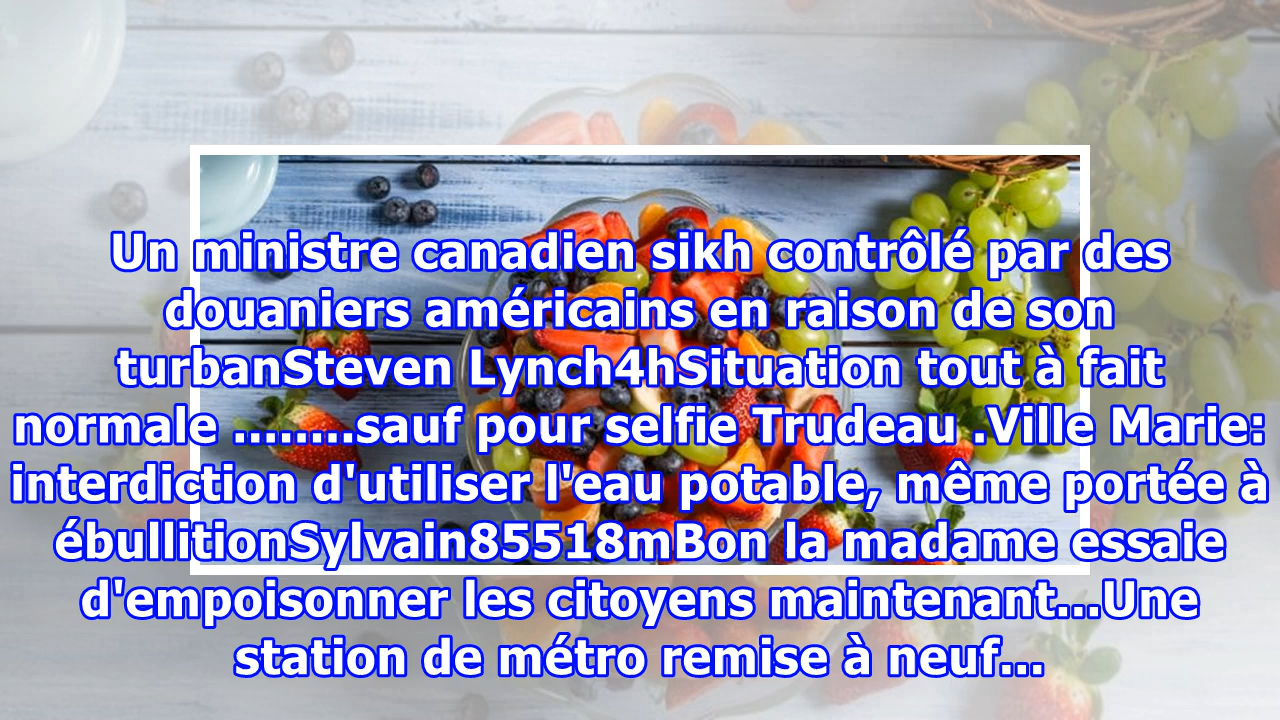 Un ministre canadien sikh contrôlé par des
douaniers américains en raison de son
turbanSteven Lynch4hSituation tout à fait
normale ........sauf pour selfie Trudeau .Ville Marie:
interdiction d'utiliser l'eau potable, même portée à
ébullitionSylvain85518mBon la madame essaie
d'empoisonner les citoyens maintenant...Une
station de métro remise à neuf...